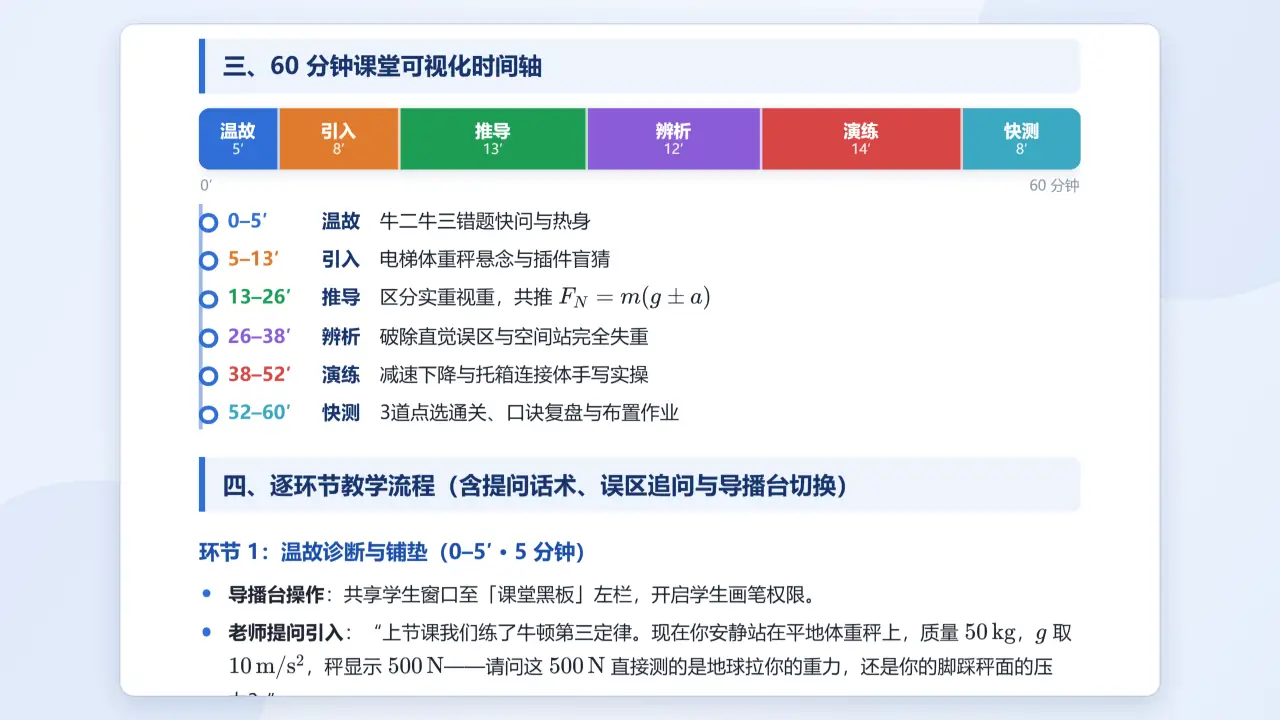 三、60 分钟课堂可视化时间轴
温故 引入 推导 辨析 演练 快测
5′ 8′ 13′ 12′ 14′ 8′
0′ 60 分钟
0–5′ 温故 牛二牛三错题快问与热身
5–13′ 引入 电梯体重秤悬念与插件盲猜
13–26′ 推导 区分实重视重，共推 F_N = m(g ± a)
26–38′ 辨析 破除直觉误区与空间站完全失重
38–52′ 演练 减速下降与托箱连接体手写实操
52–60′ 快测 3道点选通关、口诀复盘与布置作业
四、逐环节教学流程（含提问话术、误区追问与导播台切换）
环节 1：温故诊断与铺垫（0–5′ • 5 分钟）
• 导播台操作：共享学生窗口至「课堂黑板」左栏，开启学生画笔权限。
• 老师提问引入：“上节课我们练了牛顿第三定律。现在你安静站在平地体重秤上，质量 50 kg，g 取
10 m/s²，秤显示 500 N——请问这 500 N 直接测的是地球拉你的重力，还是你的脚踩秤面的压